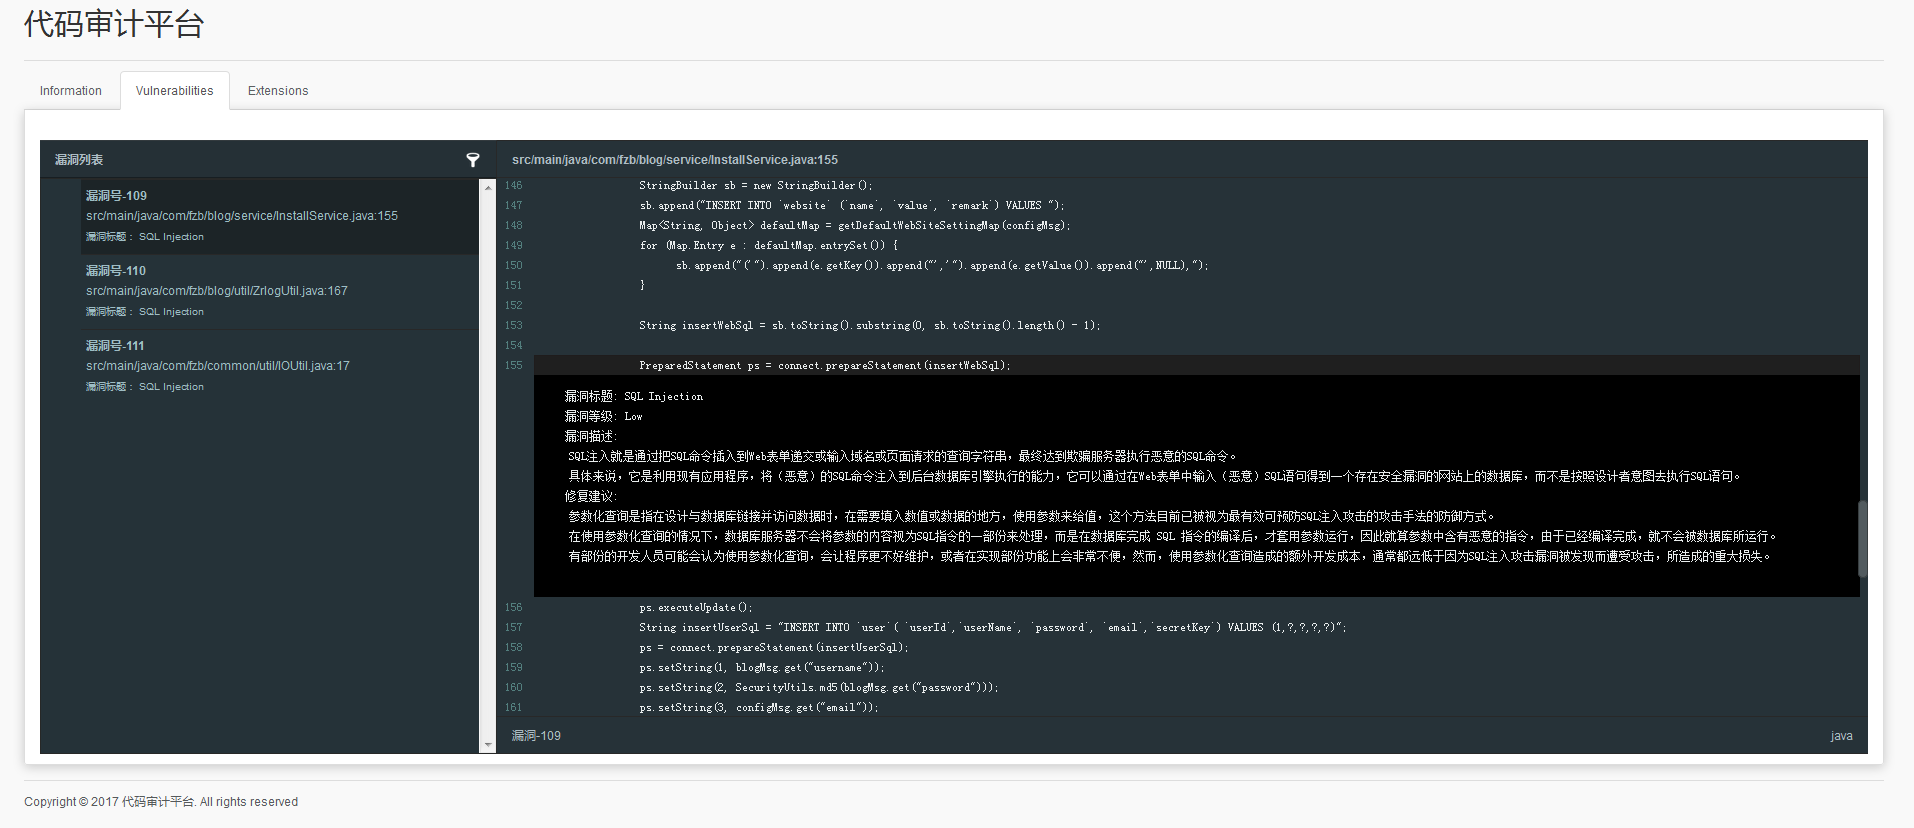 代码审计平台
Information
Vulnerabilities
Extensions
漏洞列表
漏洞号-109
src/main/java/com/fzb/blog/service/InstallService.java:155
漏洞标题： SQL Injection
漏洞号-110
src/main/java/com/fzb/blog/util/ZrlogUtil.java:167
漏洞标题： SQL Injection
漏洞号-111
src/main/java/com/fzb/common/util/IOUtil.java:17
漏洞标题： SQL Injection
src/main/java/com/fzb/blog/service/InstallService.java:155
146 StringBuilder sb = new StringBuilder();
147 sb.append("INSERT INTO `website` (`name`, `value`, `remark`) VALUES ");
148 Map<String, Object> defaultMap = getDefaultWebSiteSettingMap(configMsg);
149 for (Map.Entry e : defaultMap.entrySet()) {
150 sb.append("('").append(e.getKey()).append("','").append(e.getValue()).append("',NULL),");
151 }
152
153 String insertWebSql = sb.toString().substring(0, sb.toString().length() - 1);
154
155 PreparedStatement ps = connect.prepareStatement(insertWebSql);
漏洞标题: SQL Injection
漏洞等级: Low
漏洞描述:
SQL注入就是通过把SQL命令插入到Web表单递交或输入域名或页面请求的查询字符串，最终达到欺骗服务器执行恶意的SQL命令。
具体来说，它是利用现有应用程序，将（恶意）的SQL命令注入到后台数据库引擎执行的能力，它可以通过在Web表单中输入（恶意）SQL语句得到一个存在安全漏洞的网站上的数据库，而不是按照设计者意图去执行SQL语句。
修复建议:
参数化查询是指在设计与数据库链接并访问数据时，在需要填入数值或数据的地方，使用参数来给值，这个方法目前已被视为最有效可预防SQL注入攻击的攻击手法的防御方式。
在使用参数化查询的情况下，数据库服务器不会将参数的内容视为SQL指令的一部份来处理，而是在数据库完成 SQL 指令的编译后，才套用参数运行，因此就算参数中含有恶意的指令，由于已经编译完成，就不会被数据库所运行。
有部份的开发人员可能会认为使用参数化查询，会让程序更不好维护，或者在实现部份功能上会非常不便，然而，使用参数化查询造成的额外开发成本，通常都远低于因为SQL注入攻击漏洞被发现而遭受攻击，所造成的重大损失。
156 ps.executeUpdate();
157 String insertUserSql = "INSERT INTO `user`( `userId`,`userName`, `password`, `email`,`secretKey`) VALUES (1,?,?,?,?)";
158 ps = connect.prepareStatement(insertUserSql);
159 ps.setString(1, blogMsg.get("username"));
160 ps.setString(2, SecurityUtils.md5(blogMsg.get("password")));
161 ps.setString(3, configMsg.get("email"));
漏洞-109
java
Copyright © 2017 代码审计平台. All rights reserved